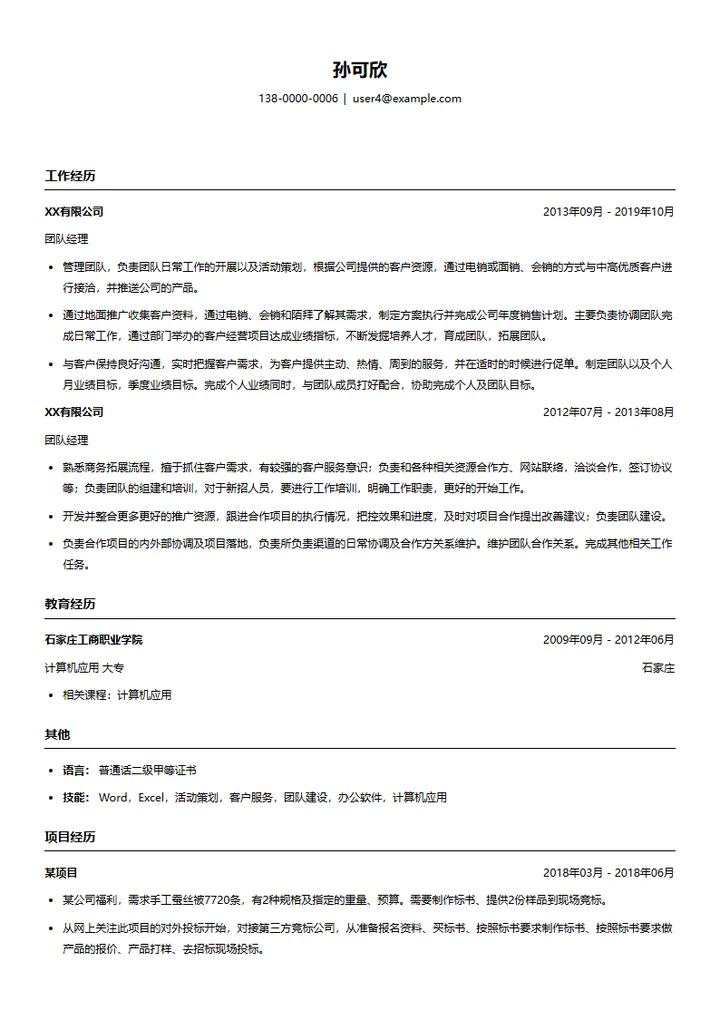 孙可欣
138-0000-0006 | user4@example.com
工作经历
XX有限公司 2013年09月 - 2019年10月
团队经理
• 管理团队，负责团队日常工作的开展以及活动策划，根据公司提供的客户资源，通过电销或面销、会销的方式与中高优质客户进
行接洽，并推送公司的产品。
• 通过地面推广收集客户资料，通过电销、会销和陌拜了解其需求，制定方案执行并完成公司年度销售计划。主要负责协调团队完
成日常工作，通过部门举办的客户经营项目达成业绩指标，不断发掘培养人才，育成团队，拓展团队。
• 与客户保持良好沟通，实时把握客户需求，为客户提供主动、热情、周到的服务，并在适时的时候进行促单。制定团队以及个人
月业绩目标，季度业绩目标。完成个人业绩同时，与团队成员打好配合，协助完成个人及团队目标。
XX有限公司 2012年07月 - 2013年08月
团队经理
• 熟悉商务拓展流程，擅于抓住客户需求，有较强的客户服务意识；负责和各种相关资源合作方、网站联络，洽谈合作，签订协议
等；负责团队的组建和培训，对于新招人员，要进行工作培训，明确工作职责，更好的开始工作。
• 开发并整合更多更好的推广资源，跟进合作项目的执行情况，把控效果和进度，及时对项目合作提出改善建议；负责团队建设。
• 负责合作项目的内外部协调及项目落地，负责所负责渠道的日常协调及合作方关系维护。维护团队合作关系。完成其他相关工作
任务。
教育经历
石家庄工商职业学院 2009年09月 - 2012年06月
计算机应用 大专 石家庄
• 相关课程：计算机应用
其他
• 语言： 普通话二级甲等证书
• 技能： Word，Excel，活动策划，客户服务，团队建设，办公软件，计算机应用
项目经历
某项目 2018年03月 - 2018年06月
• 某公司福利，需求手工蚕丝被7720条，有2种规格及指定的重量、预算。需要制作标书、提供2份样品到现场竞标。
• 从网上关注此项目的对外投标开始，对接第三方竞标公司，从准备报名资料、买标书、按照标书要求制作标书、按照标书要求做
产品的报价、产品打样、去招标现场投标。